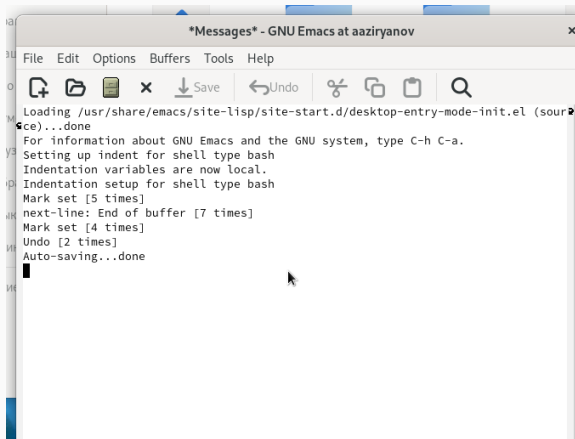 *Messages* - GNU Emacs at aaziryanov
File Edit Options Buffers Tools Help
Save Undo
Loading /usr/share/emacs/site-lisp/site-start.d/desktop-entry-mode-init.el (sour
ce)...done
For information about GNU Emacs and the GNU system, type C-h C-a.
Setting up indent for shell type bash
Indentation variables are now local.
Indentation setup for shell type bash
Mark set [5 times]
next-line: End of buffer [7 times]
Mark set [4 times]
Undo [2 times]
Auto-saving...done